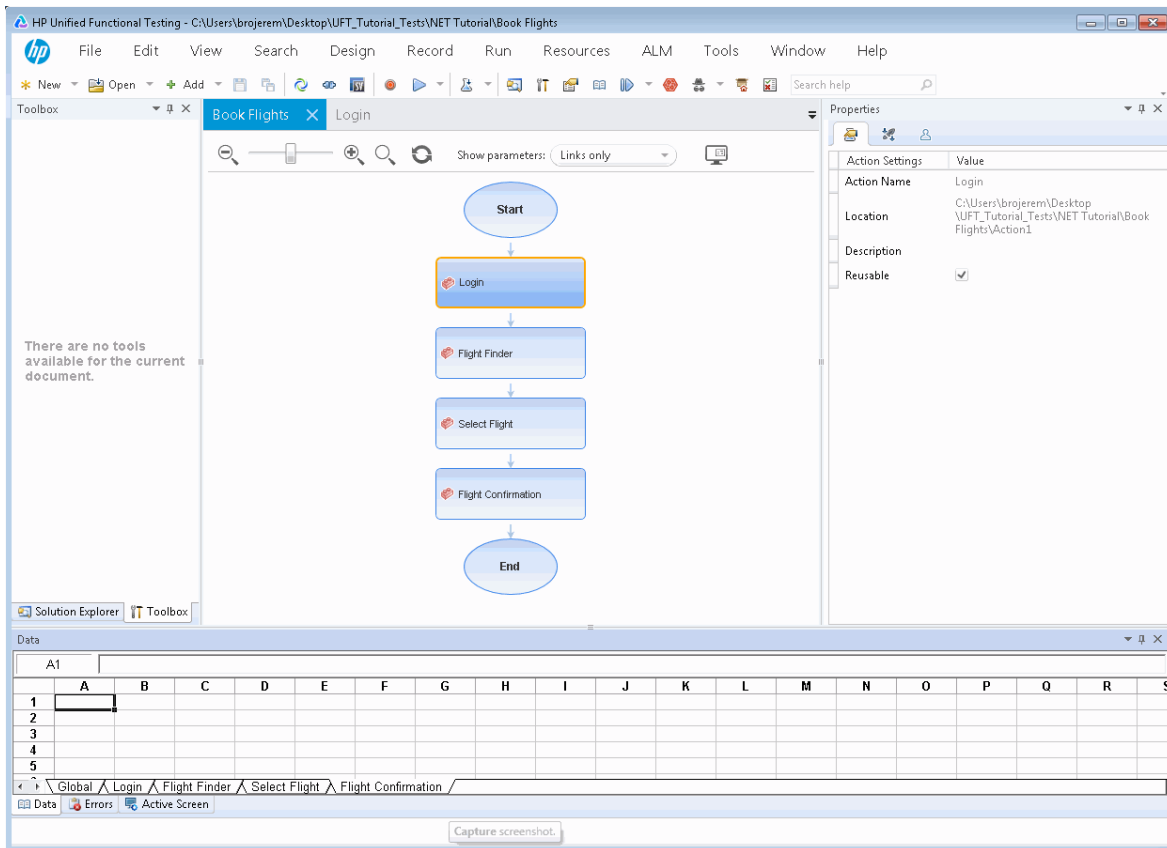 HP Unified Functional Testing - C:\Users\brojerem\Desktop\UFT_Tutorial_Tests\NET Tutorial\Book Flights
hp File Edit View Search Design Record Run Resources ALM Tools Window Help
New Open Add Search help
Toolbox
There are no tools
available for the current
document.
Solution Explorer Toolbox
Book Flights Login
Show parameters: Links only
Start
Login
Flight Finder
Select Flight
Flight Confirmation
End
Properties
Action Settings Value
Action Name Login
Location C:\Users\brojerem\Desktop
\UFT_Tutorial_Tests\NET Tutorial\Book
Flights\Action1
Description
Reusable
Data
A1
A B C D E F G H I J K L M N O P Q R S
1
2
3
4
5
Global Login Flight Finder Select Flight Flight Confirmation
Data Errors Active Screen
Capture screenshot.